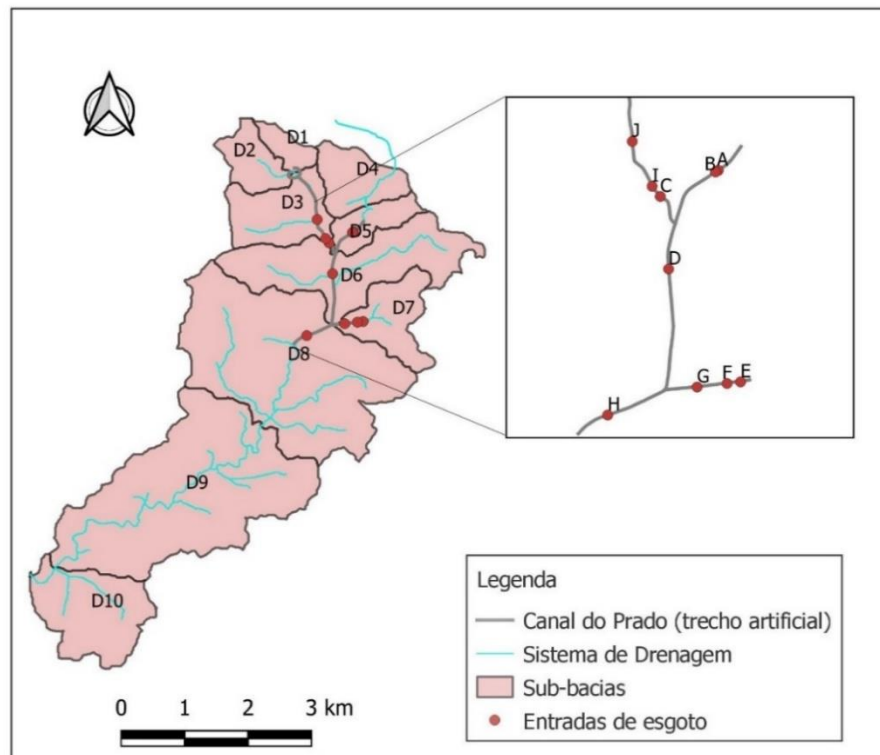 D1
D2
D4
D3
D5
D6
D7
D8
D9
D10
J
I
C
B
A
D
G
F
E
H
0 1 2 3 km
Legenda
Canal do Prado (trecho artificial)
Sistema de Drenagem
Sub-bacias
Entradas de esgoto